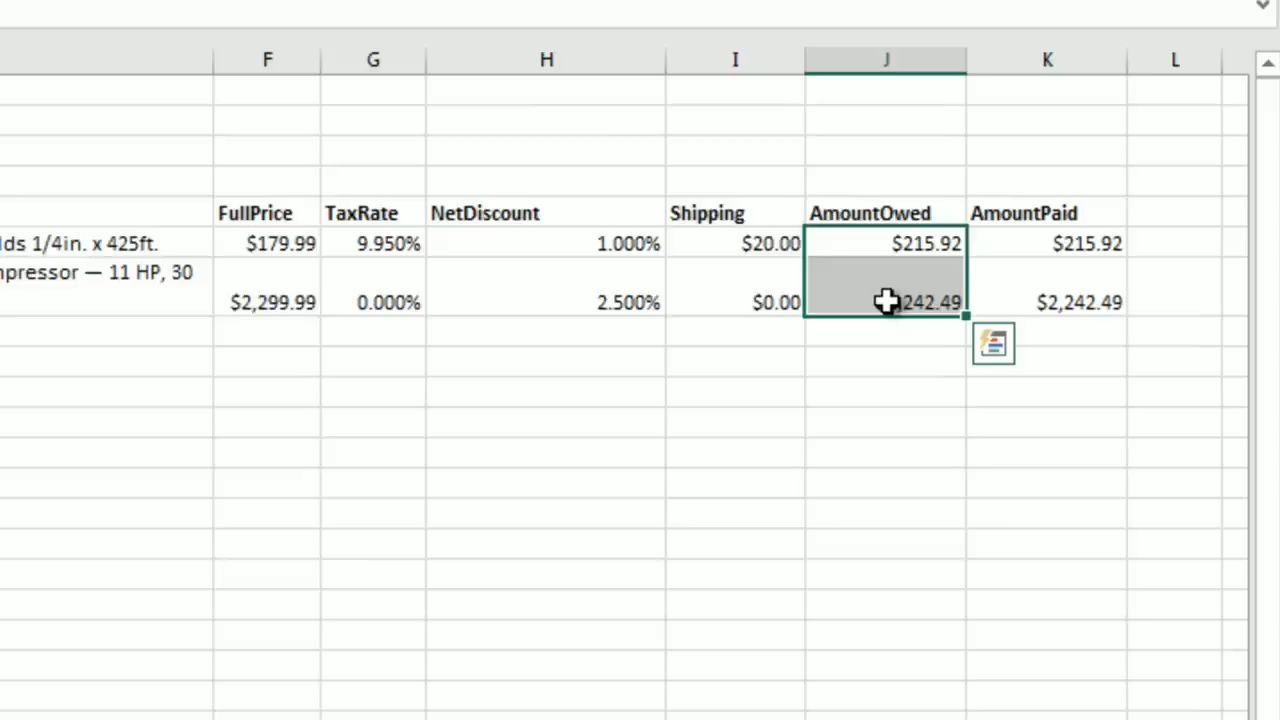 F G H I J K L
FullPrice TaxRate NetDiscount Shipping AmountOwed AmountPaid
lds 1/4in. x 425ft. $179.99 9.950% 1.000% $20.00 $215.92 $215.92
npressor — 11 HP, 30
$2,299.99 0.000% 2.500% $0.00 242.49 $2,242.49